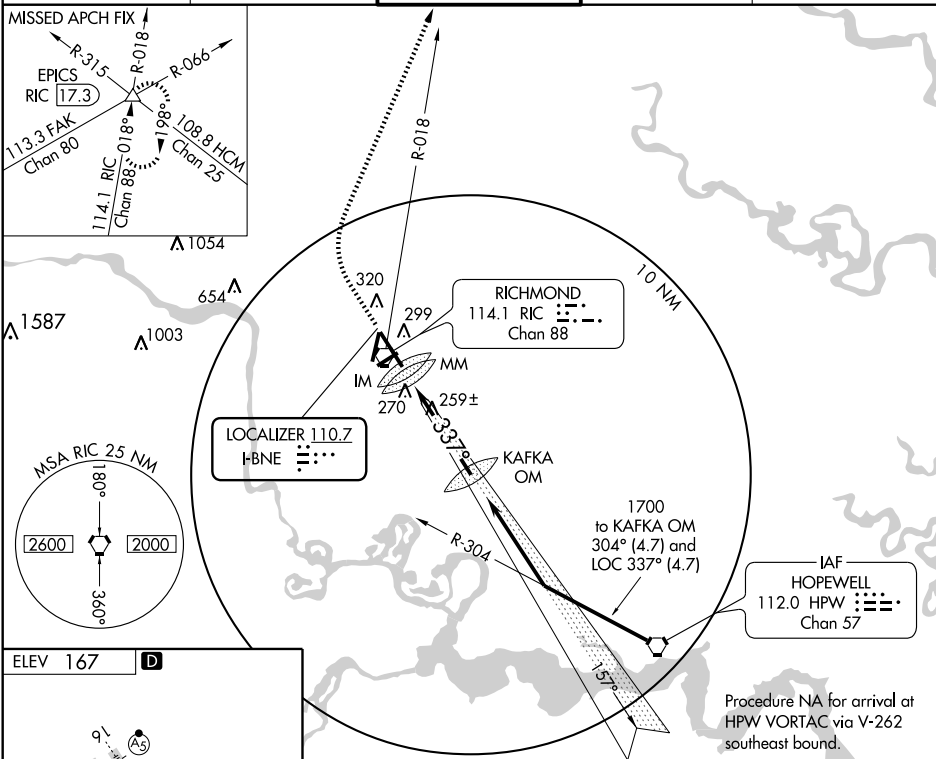 MISSED APCH FIX
R-315
R-018
R-066
EPICS
RIC 17.3
113.3 FAK
Chan 80
018°
198°
108.8 HCM
Chan 25
114.1 RIC
Chan 88
1054
654
1587
1003
R-018
10 NM
320
299
RICHMOND
114.1 RIC
Chan 88
IM
MM
270
259±
LOCALIZER 110.7
I-BNE
337°
KAFKA
OM
MSA RIC 25 NM
180°
2600
2000
360°
R-304
1700
to KAFKA OM
304° (4.7) and
LOC 337° (4.7)
IAF
HOPEWELL
112.0 HPW
Chan 57
157°
Procedure NA for arrival at
HPW VORTAC via V-262
southeast bound.
ELEV 167
D
16
A5